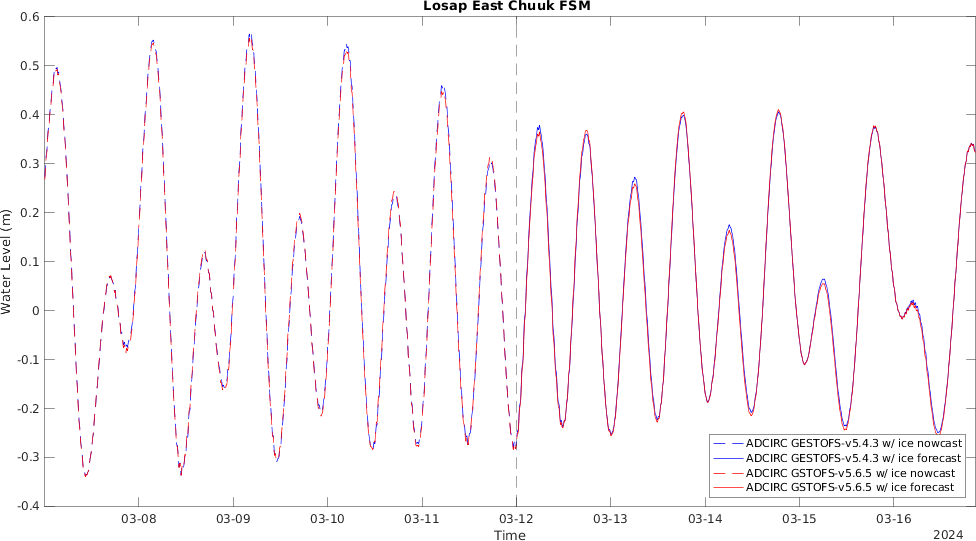 Losap East Chuuk FSM
0.6
0.5
0.4
0.3
0.2
0.1
0
-0.1
-0.2
-0.3
-0.4
Water Level (m)
ADCIRC GESTOFS-v5.4.3 w/ ice nowcast
ADCIRC GESTOFS-v5.4.3 w/ ice forecast
ADCIRC GSTOFS-v5.6.5 w/ ice nowcast
ADCIRC GSTOFS-v5.6.5 w/ ice forecast
03-08 03-09 03-10 03-11 03-12 03-13 03-14 03-15 03-16
Time
2024